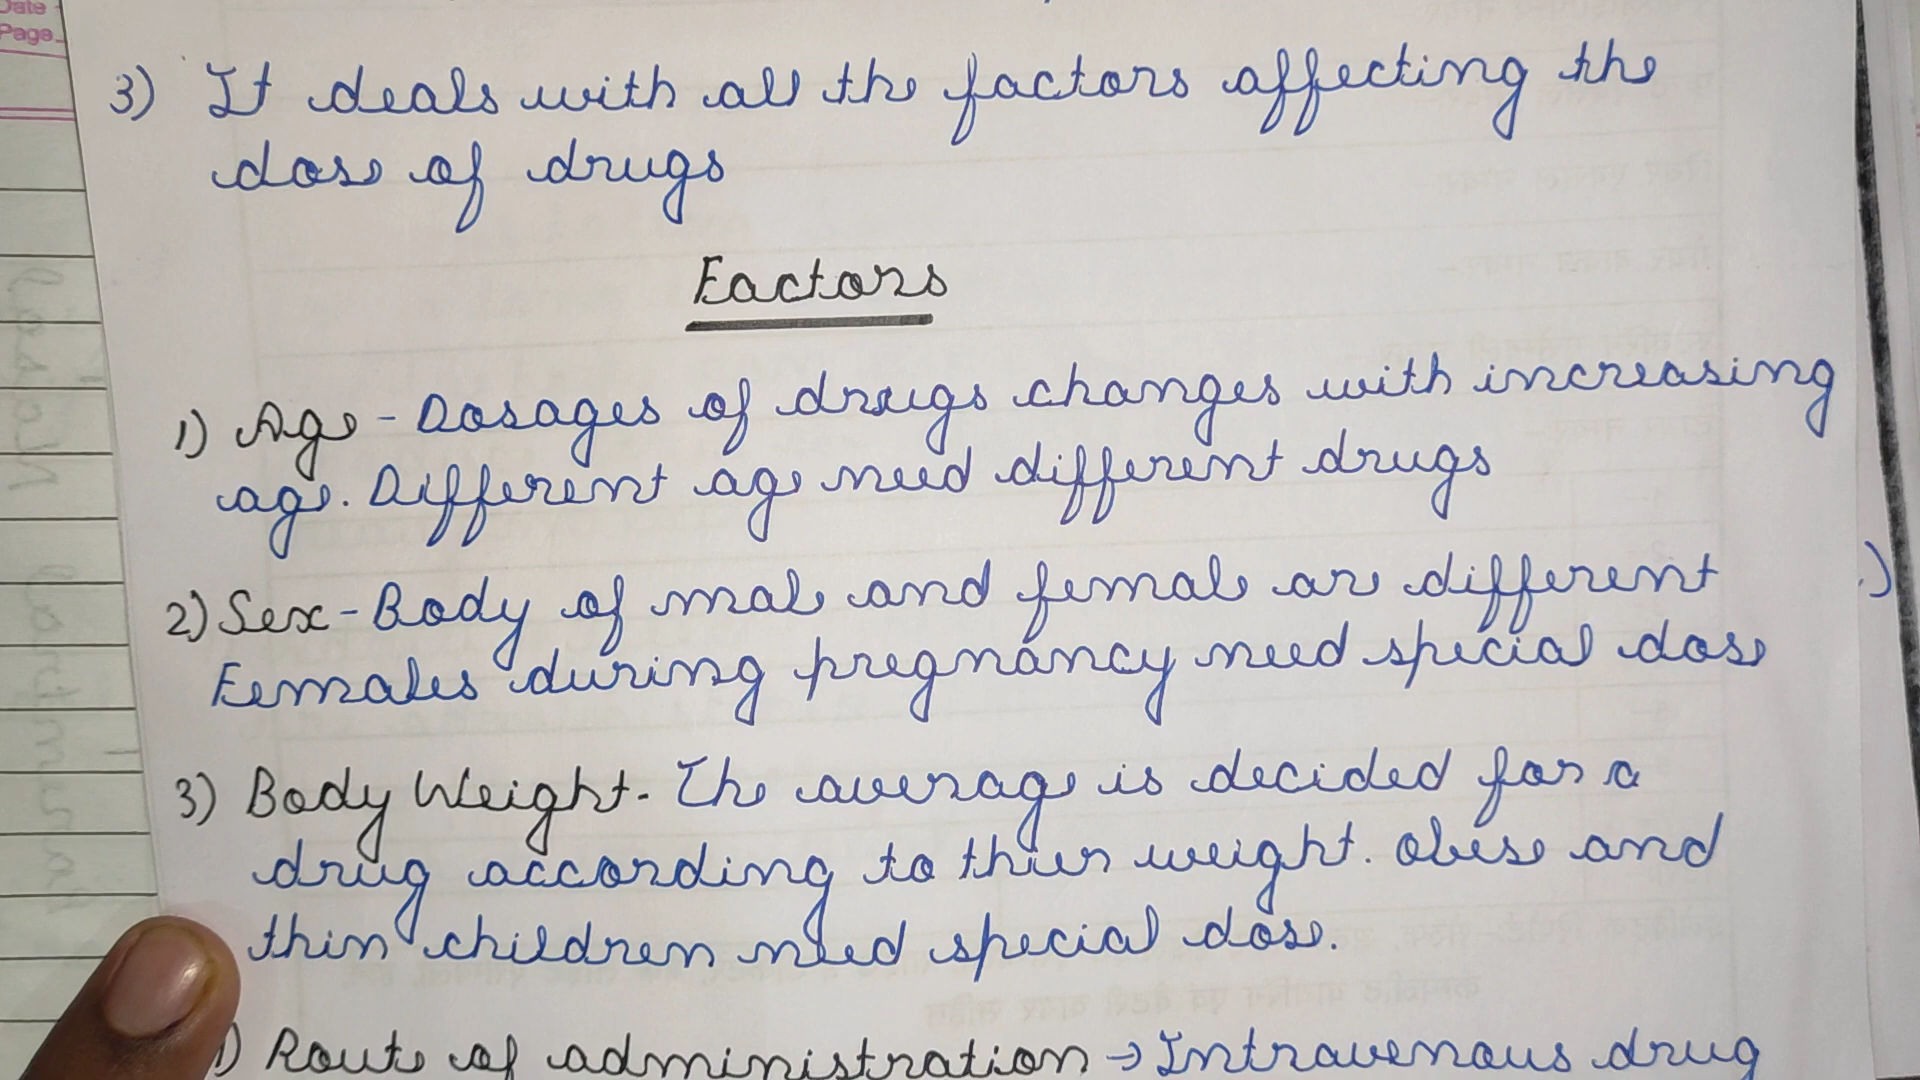 Date
Page
3) It deals with all the factors affecting the
dose of drugs
Factors
1) Age - Dosages of drugs changes with increasing
age. Different age need different drugs
2) Sex - Body of male and female are different
Females during pregnancy need special dose
3) Body Weight - The average is decided for a
drug according to thier weight. Obese and
thin children need special dose.
) Route of administration → Intravenous drug